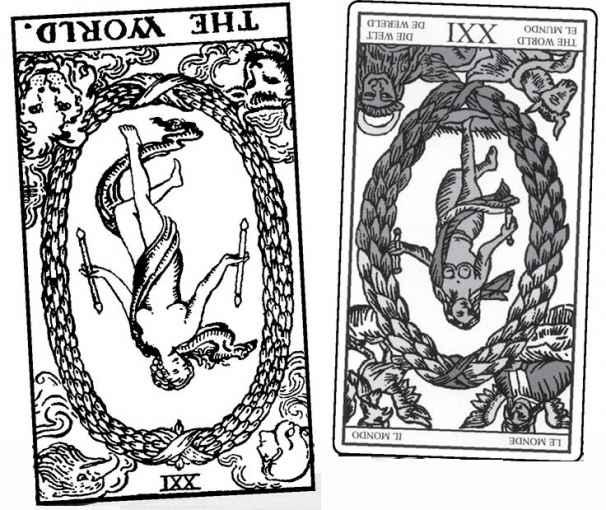 THE WORLD.
XXI
LE MONDE
IL MONDO
THE WORLD
EL MUNDO
XXI
DIE WELT
DE WERELD